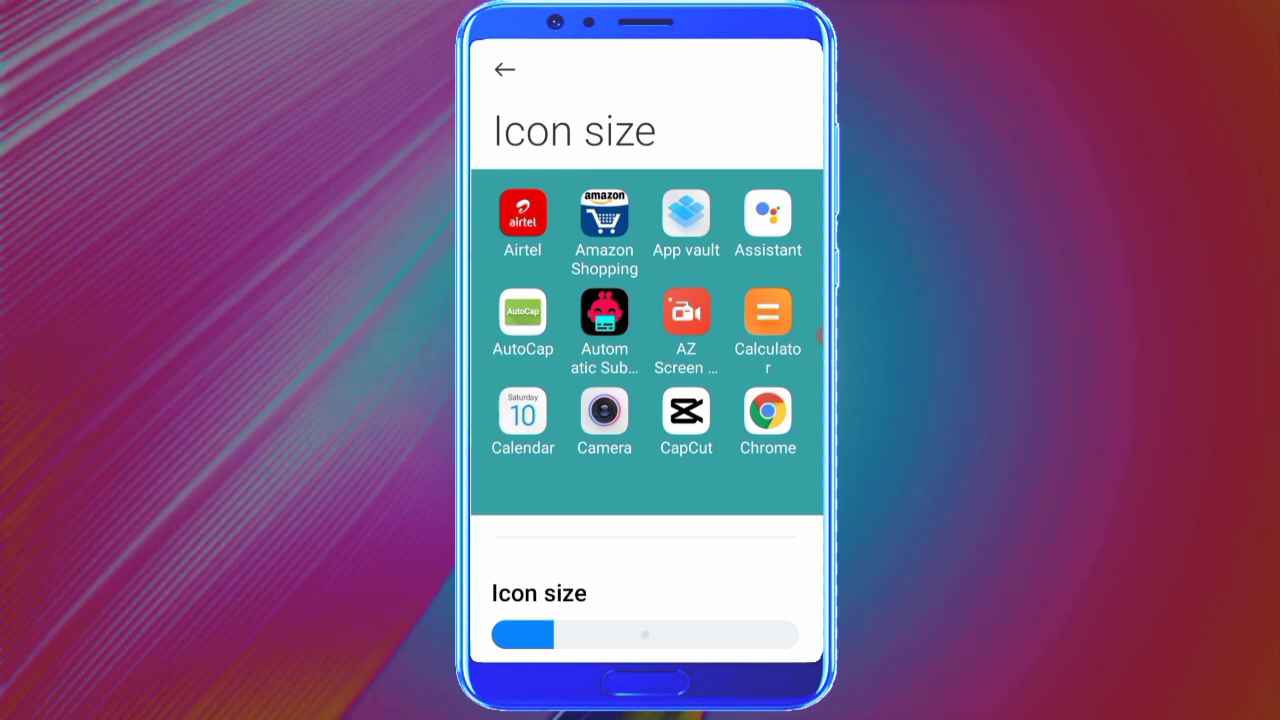 Icon size
airtel
amazon
Airtel
Amazon
Shopping
App vault
Assistant
AutoCap
AutoCap
Autom
atic Sub...
AZ
Screen ...
Calculato
r
Saturday
10
Calendar
Camera
CapCut
Chrome
Icon size